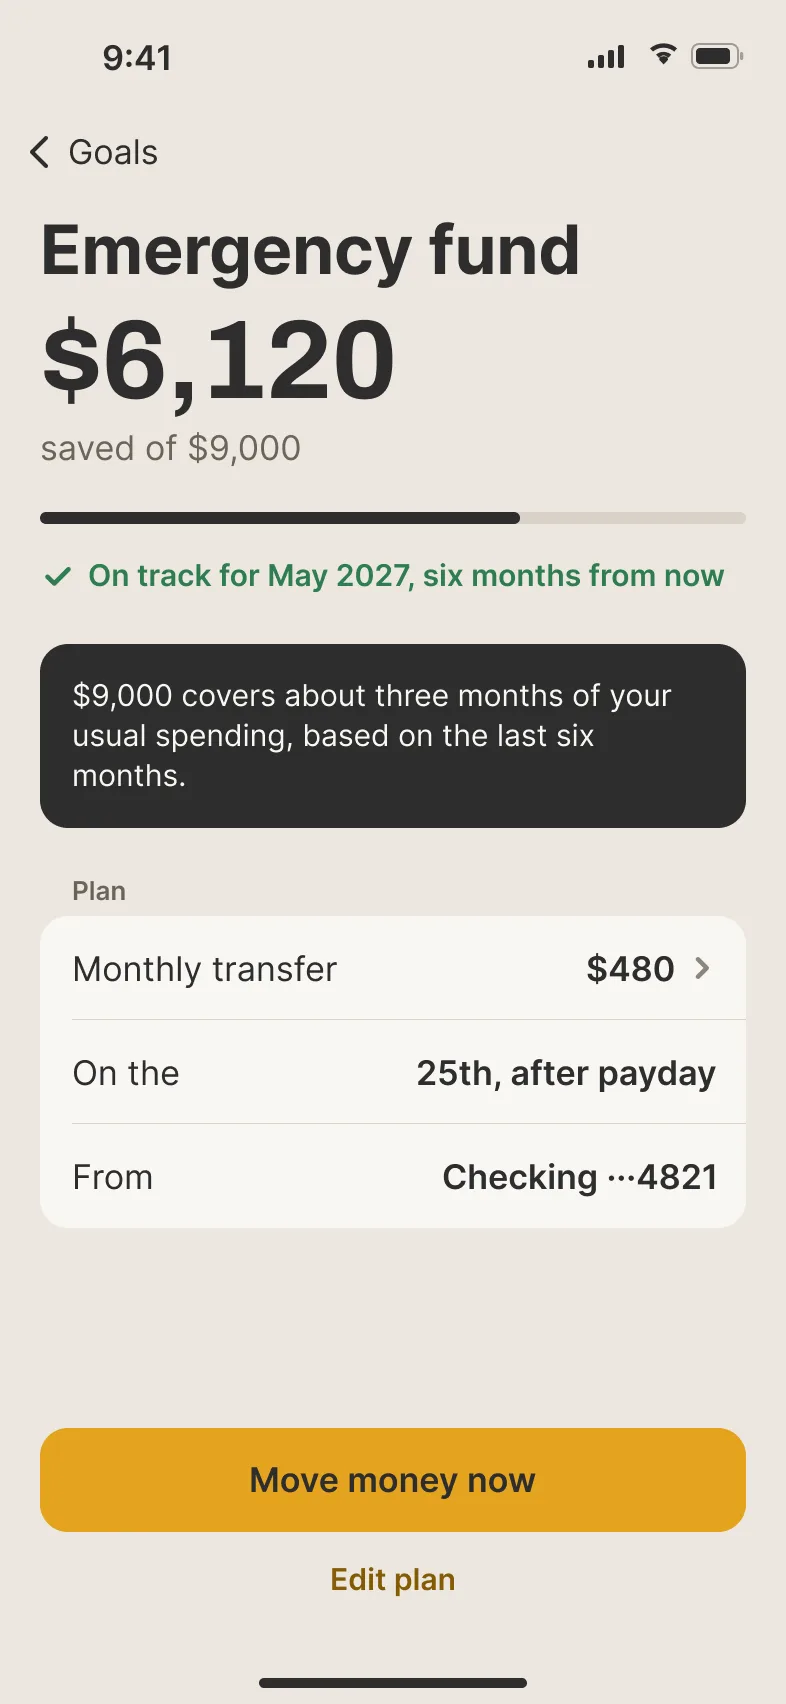 9:41
Goals
Emergency fund
$6,120
saved of $9,000
On track for May 2027, six months from now
$9,000 covers about three months of your
usual spending, based on the last six
months.
Plan
Monthly transfer $480
On the 25th, after payday
From Checking ···4821
Move money now
Edit plan